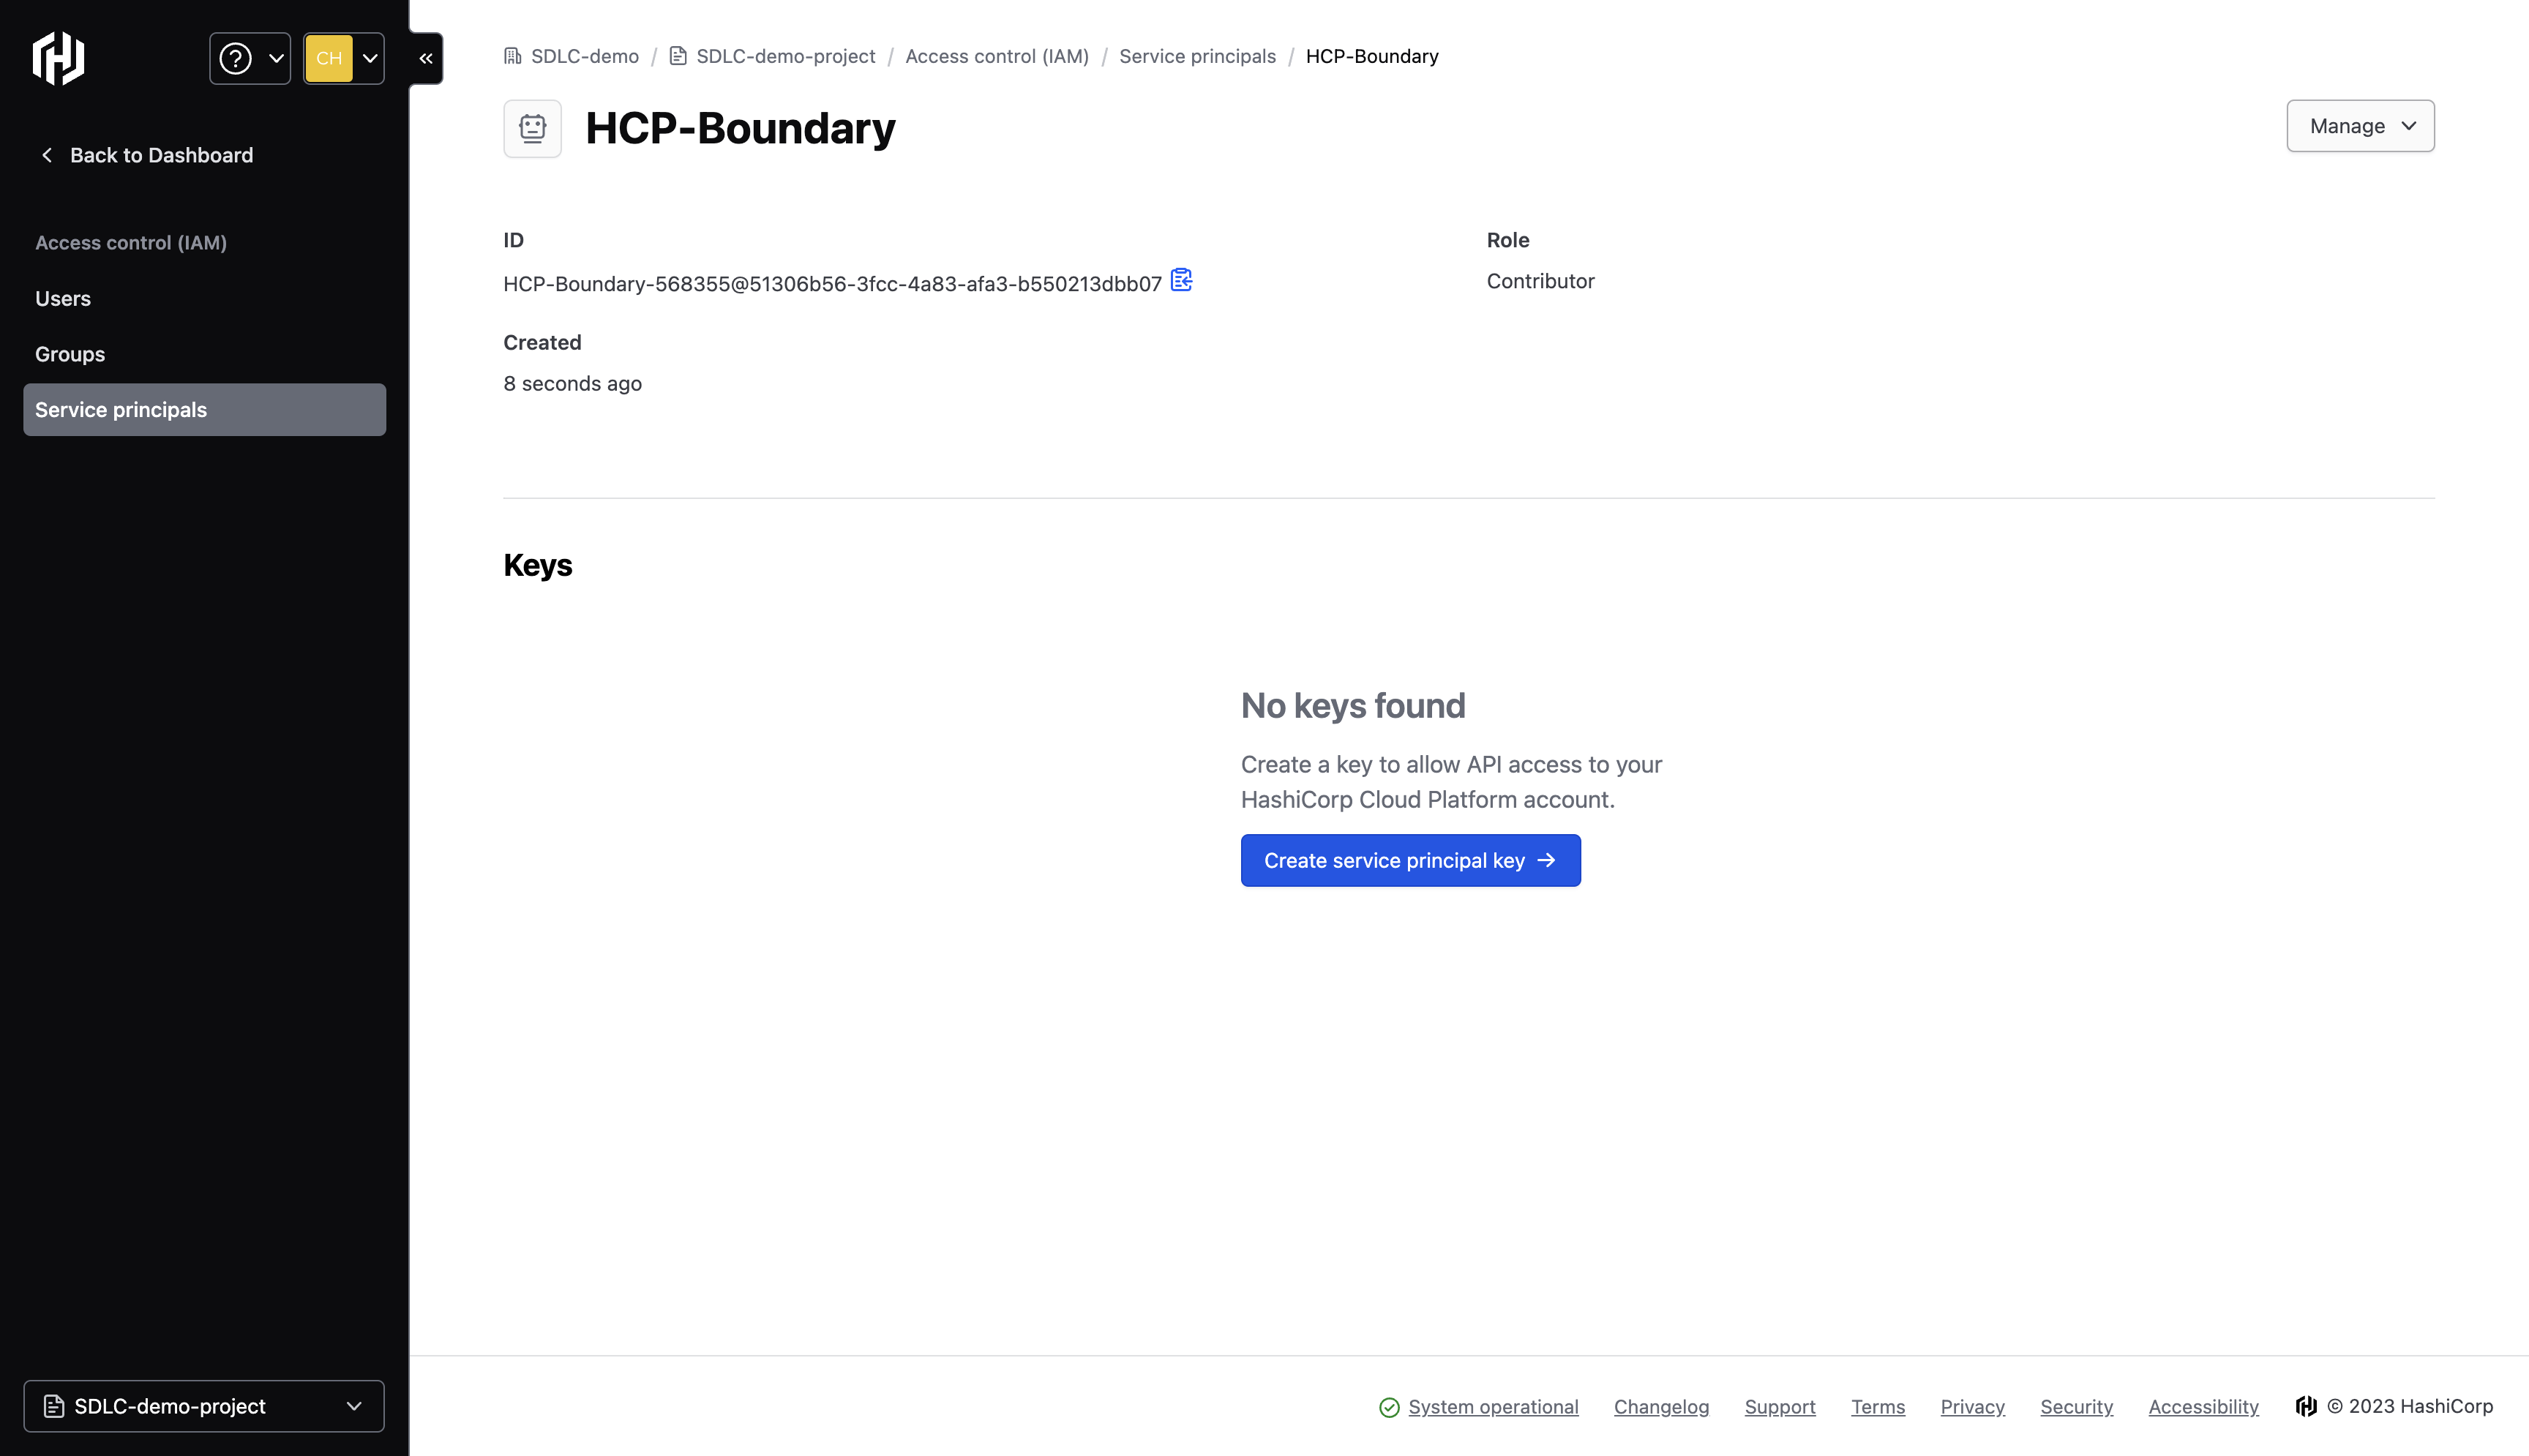 CH
Back to Dashboard
Access control (IAM)
Users
Groups
Service principals
SDLC-demo-project
SDLC-demo / SDLC-demo-project / Access control (IAM) / Service principals / HCP-Boundary
HCP-Boundary
Manage
ID
HCP-Boundary-568355@51306b56-3fcc-4a83-afa3-b550213dbb07
Role
Contributor
Created
8 seconds ago
Keys
No keys found
Create a key to allow API access to your
HashiCorp Cloud Platform account.
Create service principal key
System operational Changelog Support Terms Privacy Security Accessibility © 2023 HashiCorp